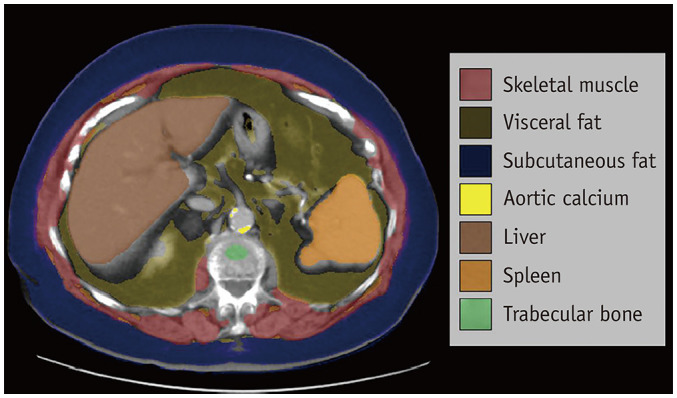 Skeletal muscle
Visceral fat
Subcutaneous fat
Aortic calcium
Liver
Spleen
Trabecular bone